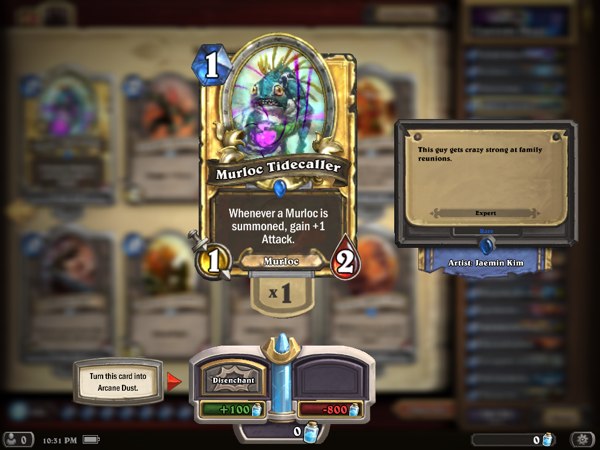 1
Murloc Tidecaller
Whenever a Murloc is
summoned, gain +1
Attack.
1
Murloc
2
x1
This guy gets crazy strong at family
reunions.
Expert
Rare
Artist Jaemin Kim
Turn this card into
Arcane Dust.
Disenchant
+100
-800
0
0
10:31 PM
0